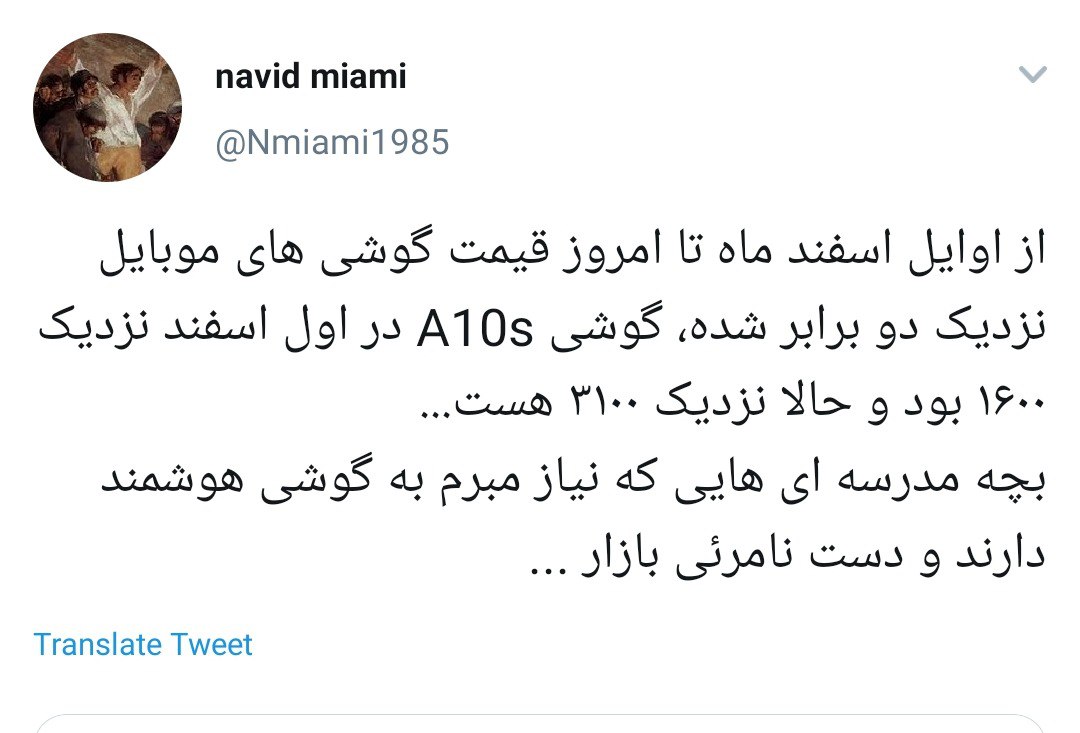 navid miami
@Nmiami1985
از اوایل اسفند ماه تا امروز قیمت گوشی های موبایل
نزدیک دو برابر شده، گوشی A10s در اول اسفند نزدیک
۱۶۰۰ بود و حالا نزدیک ۳۱۰۰ هست...
بچه مدرسه ای هایی که نیاز مبرم به گوشی هوشمند
دارند و دست نامرئی بازار ...
Translate Tweet